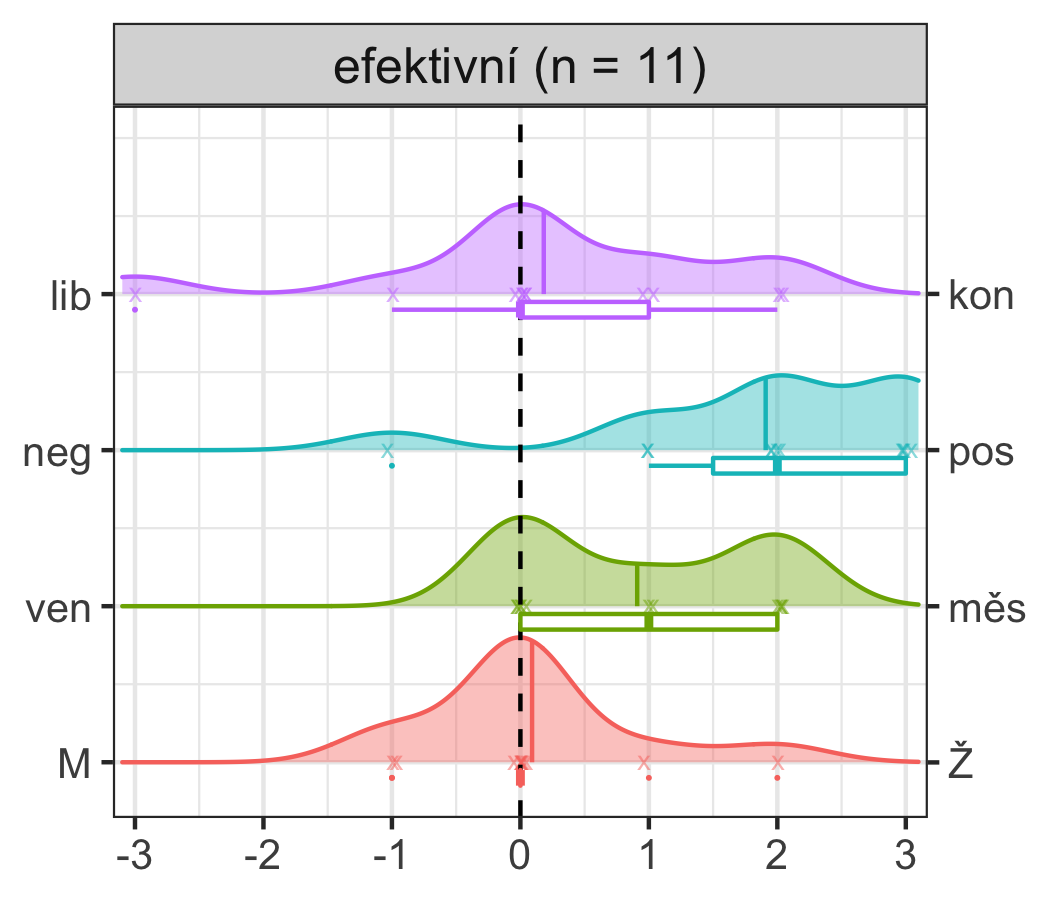 efektivní (n = 11)
lib kon
neg pos
ven měs
M Ž
-3 -2 -1 0 1 2 3